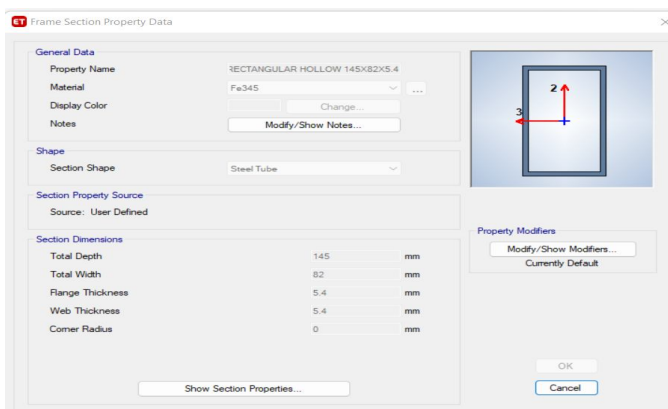 ET Frame Section Property Data
General Data
Property Name RECTANGULAR HOLLOW 145X82X5.4
Material Fe345 ...
Display Color Change...
Notes Modify/Show Notes...
Shape
Section Shape Steel Tube
Section Property Source
Source: User Defined
Section Dimensions
Total Depth 145 mm
Total Width 82 mm
Flange Thickness 5.4 mm
Web Thickness 5.4 mm
Corner Radius 0 mm
Show Section Properties...
2
3
Property Modifiers
Modify/Show Modifiers...
Currently Default
OK
Cancel